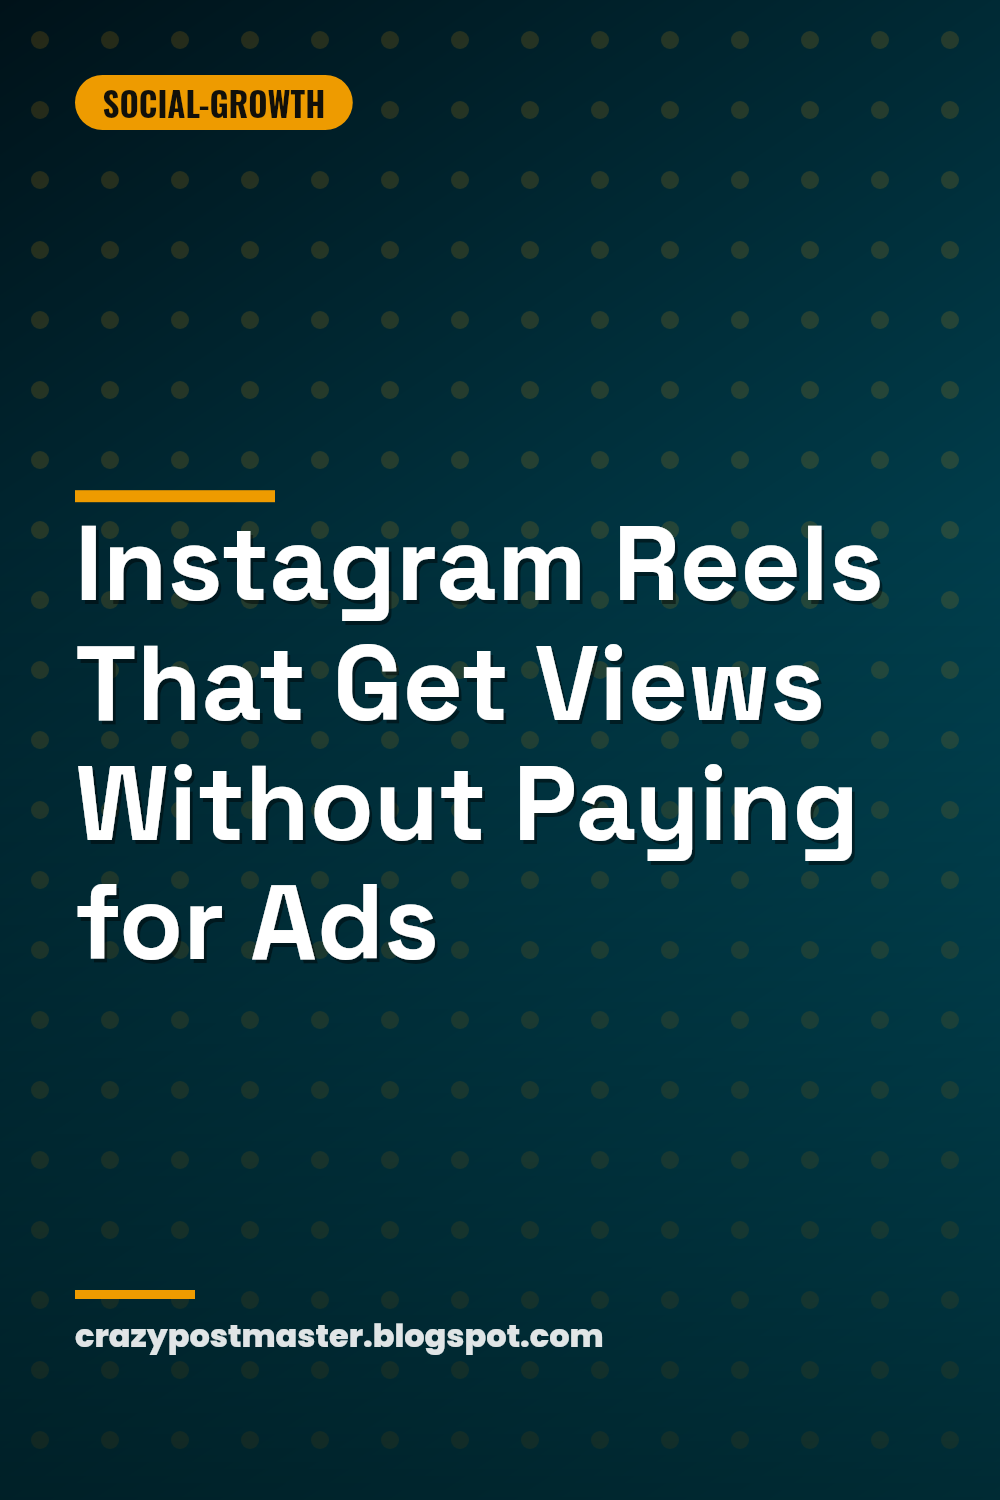 SOCIAL-GROWTH
Instagram Reels
That Get Views
Without Paying
for Ads
crazypostmaster.blogspot.com